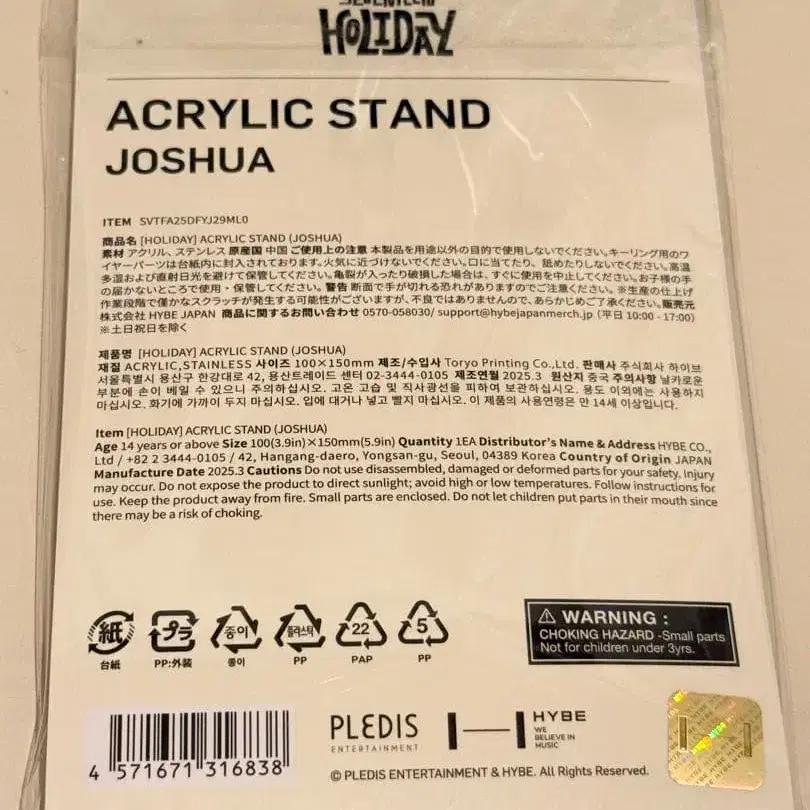 SEVENTEEN
HOLIDAY
ACRYLIC STAND
JOSHUA
ITEM SVTFA25DFYJ29ML0
商品名 [HOLIDAY] ACRYLIC STAND (JOSHUA)
素材 アクリル、ステンレス 原産国 中国 ご使用上の注意 本製品を用途以外の目的で使用しないでください。キーリング用のワ
イヤーパーツは台紙内に封入されております。火気に近づけないでください。口に当てたり、舐めたりしないでください。高温
多湿および直射日光を避けて保管してください。亀裂が入ったり破損した場合は、すぐに使用を中止してください。お子様の手
の届かないところで使用・保管してください。警告 断面で手が切れる恐れがありますのでご注意ください。※生産の仕上げ
作業段階で僅かなスクラッチが発生する可能性がございますが、不良ではありませんので、あらかじめご了承ください。販売元
株式会社 HYBE JAPAN 商品に関するお問い合わせ 0570-058030/ support@hybejapanmerch.jp (平日 10:00 - 17:00)
※土日祝日を除く
제품명 [HOLIDAY] ACRYLIC STAND (JOSHUA)
재질 ACRYLIC,STAINLESS 사이즈 100×150mm 제조/수입사 Toryo Printing Co.,Ltd. 판매사 주식회사 하이브
서울특별시 용산구 한강대로 42, 용산트레이드 센터 02-3444-0105 제조연월 2025.3 원산지 중국 주의사항 날카로운
부분에 손이 베일 수 있으니 주의하십시오. 고온 고습 및 직사광선을 피하여 보관하십시오. 용도 이외에는 사용하지
마십시오. 화기에 가까이 두지 마십시오. 입에 대거나 넣고 빨지 마십시오. 이 제품의 사용연령은 만 14세 이상입니다.
Item [HOLIDAY] ACRYLIC STAND (JOSHUA)
Age 14 years or above Size 100(3.9in)×150mm(5.9in) Quantity 1EA Distributor's Name & Address HYBE CO.,
Ltd / +82 2 3444-0105 / 42, Hangang-daero, Yongsan-gu, Seoul, 04389 Korea Country of Origin JAPAN
Manufacture Date 2025.3 Cautions Do not use disassembled, damaged or deformed parts for your safety. Injury
may occur. Do not expose the product to direct sunlight; avoid high or low temperatures. Follow instructions for
use. Keep the product away from fire. Small parts are enclosed. Do not let children put parts in their mouth since
there may be a risk of choking.
紙 プラ 종이 플라스틱 22 5
台紙 PP:外装 종이 PP PAP PP
WARNING :
CHOKING HAZARD -Small parts
Not for children under 3yrs.
4 571671 316838
PLEDIS
ENTERTAINMENT
HYBE
WE
BELIEVE IN
MUSIC
© PLEDIS ENTERTAINMENT & HYBE. All Rights Reserved.